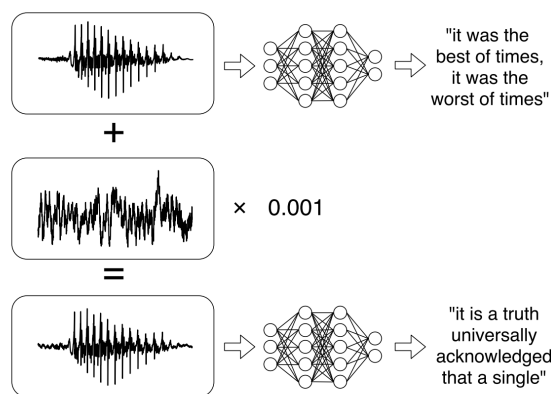 "it was the
best of times,
it was the
worst of times"
+
× 0.001
=
"it is a truth
universally
acknowledged
that a single"